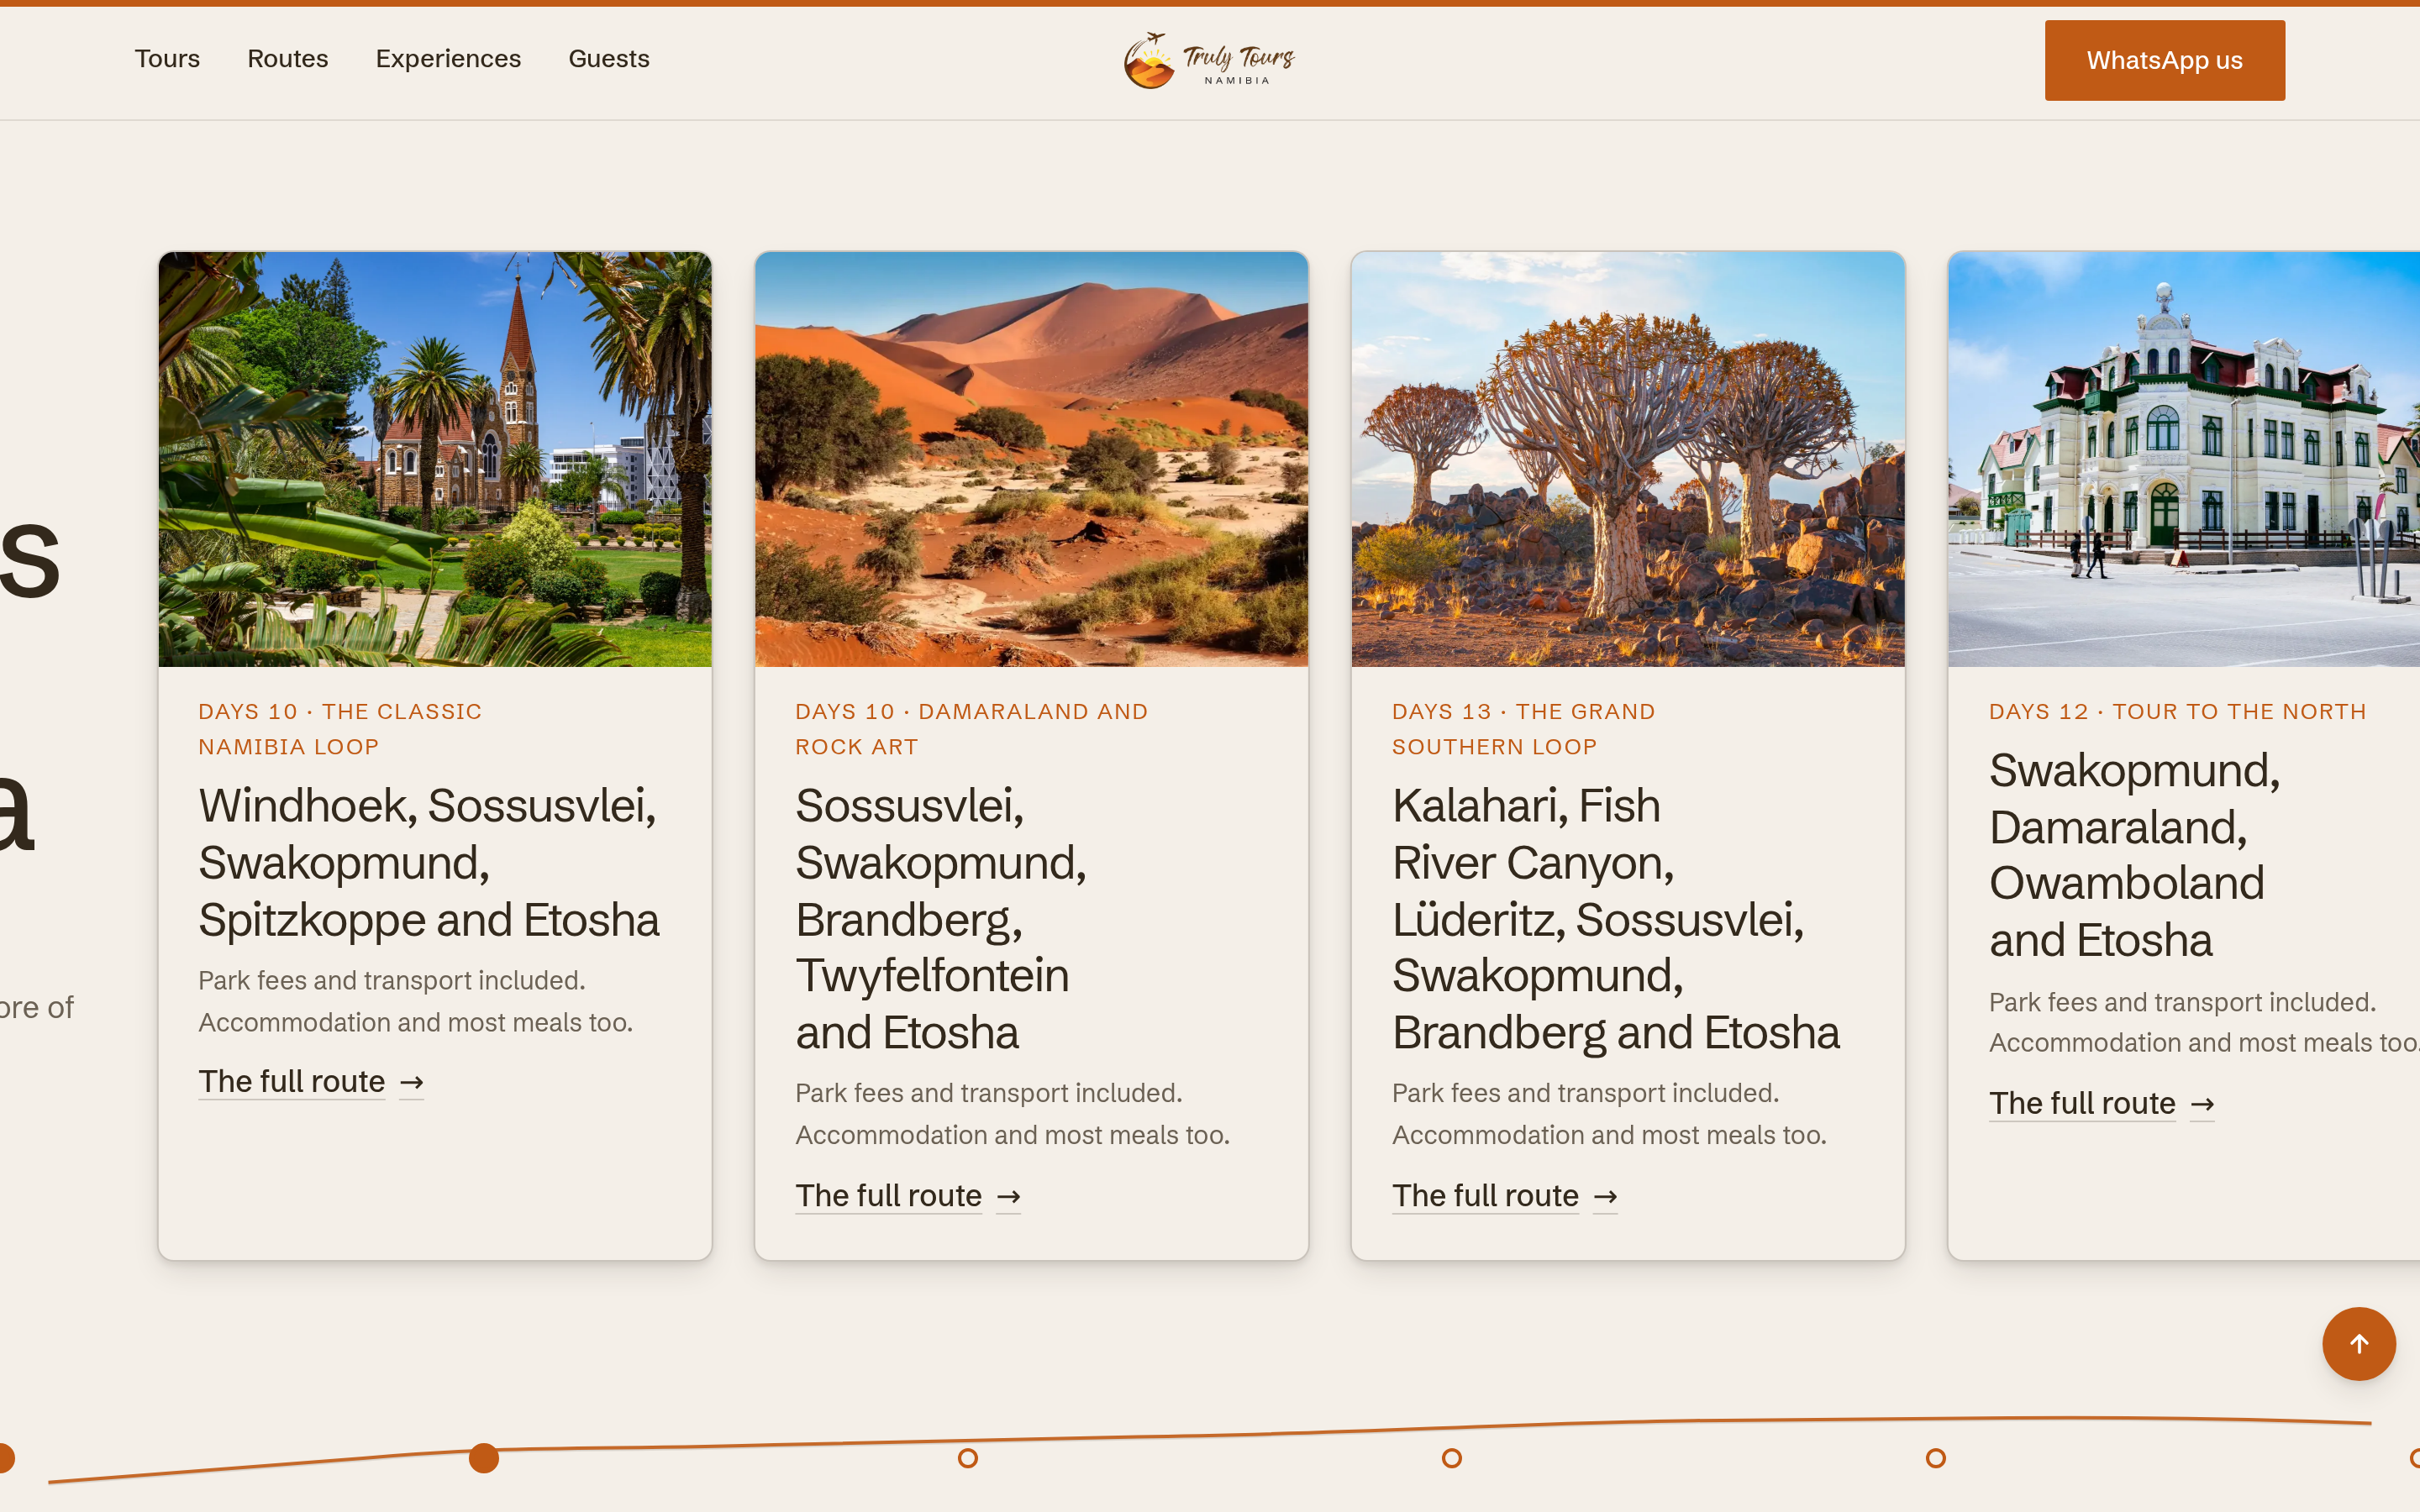 Tours Routes Experiences Guests
Truly Tours
NAMIBIA
WhatsApp us
s
a
ore of
DAYS 10 · THE CLASSIC
NAMIBIA LOOP
Windhoek, Sossusvlei,
Swakopmund,
Spitzkoppe and Etosha
Park fees and transport included.
Accommodation and most meals too.
The full route →
DAYS 10 · DAMARALAND AND
ROCK ART
Sossusvlei,
Swakopmund,
Brandberg,
Twyfelfontein
and Etosha
Park fees and transport included.
Accommodation and most meals too.
The full route →
DAYS 13 · THE GRAND
SOUTHERN LOOP
Kalahari, Fish
River Canyon,
Lüderitz, Sossusvlei,
Swakopmund,
Brandberg and Etosha
Park fees and transport included.
Accommodation and most meals too.
The full route →
DAYS 12 · TOUR TO THE NORTH
Swakopmund,
Damaraland,
Owamboland
and Etosha
Park fees and transport included.
Accommodation and most meals too.
The full route →